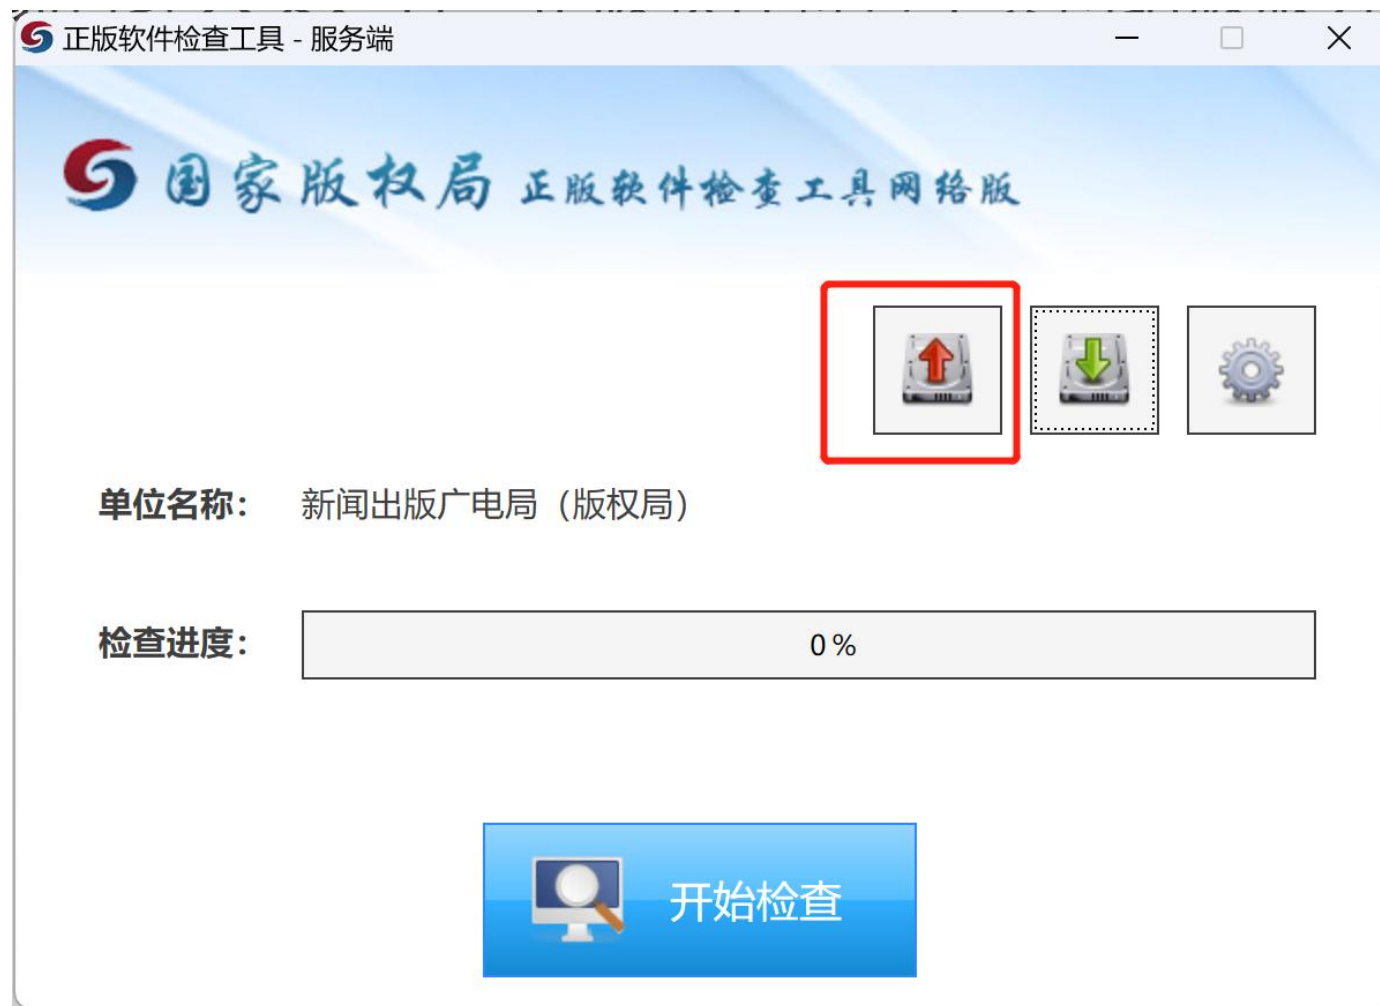 正版软件检查工具 - 服务端
国家版权局 正版软件检查工具网络版
单位名称： 新闻出版广电局（版权局）
检查进度： 0%
开始检查